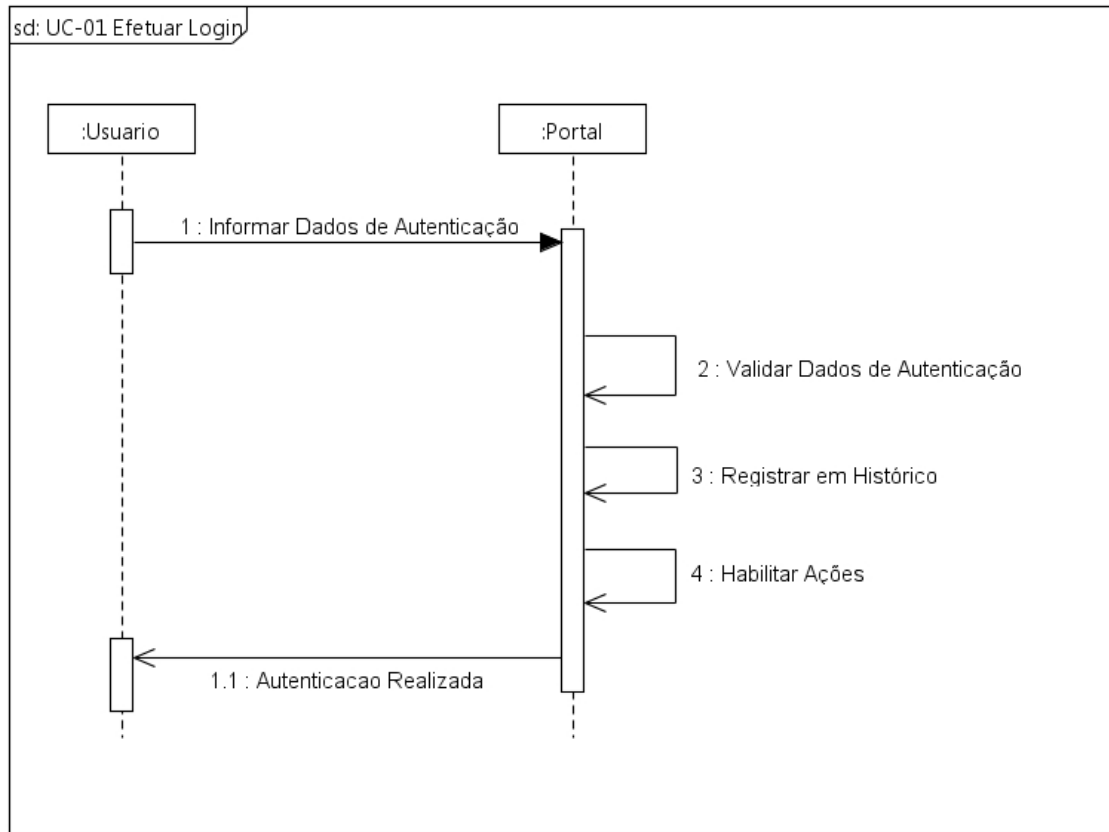 sd: UC-01 Efetuar Login
:Usuario
:Portal
1 : Informar Dados de Autenticação
2 : Validar Dados de Autenticação
3 : Registrar em Histórico
4 : Habilitar Ações
1.1 : Autenticacao Realizada